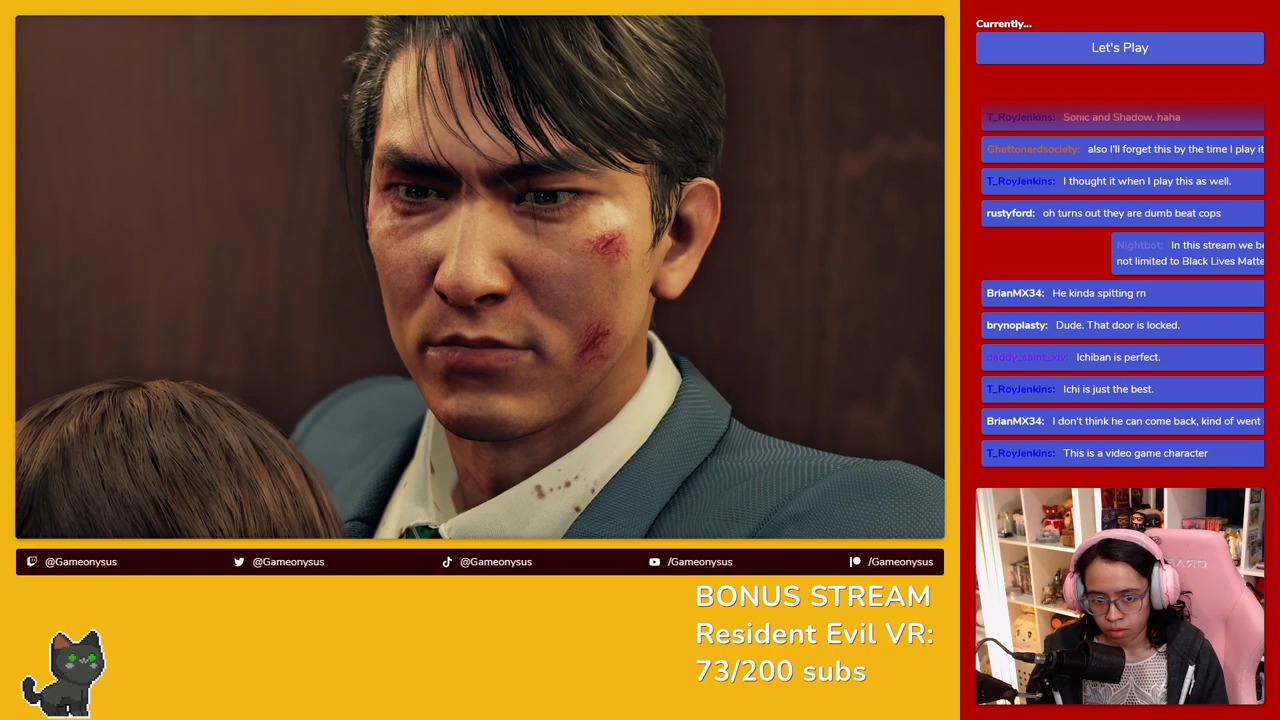 Currently...
Let's Play
T_RoyJenkins: Sonic and Shadow. haha
Ghettonerdsociety: also I'll forget this by the time I play it
T_RoyJenkins: I thought it when I play this as well.
rustyford: oh turns out they are dumb beat cops
Nightbot: In this stream we be
not limited to Black Lives Matte
BrianMX34: He kinda spitting rn
brynoplasty: Dude. That door is locked.
daddy_saint_xiv: Ichiban is perfect.
T_RoyJenkins: Ichi is just the best.
BrianMX34: I don't think he can come back, kind of went
T_RoyJenkins: This is a video game character
@Gameonysus @Gameonysus @Gameonysus /Gameonysus /Gameonysus
BONUS STREAM
Resident Evil VR:
73/200 subs